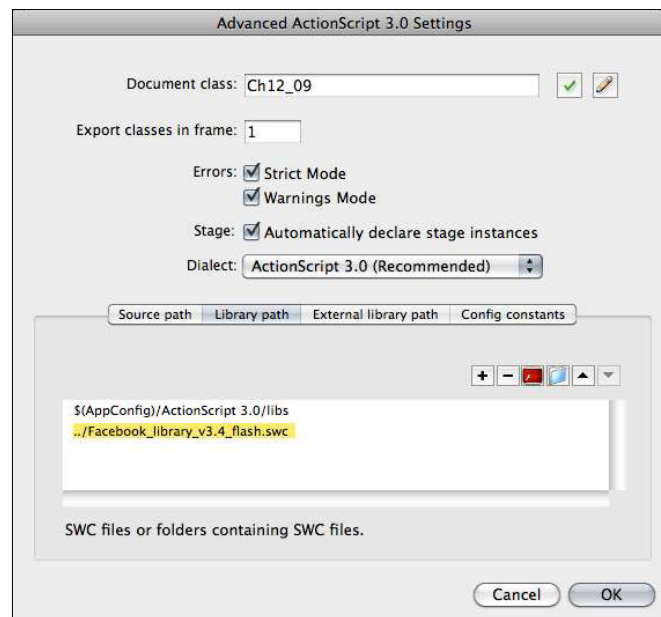 Advanced ActionScript 3.0 Settings
Document class: Ch12_09
Export classes in frame: 1
Errors: Strict Mode
Warnings Mode
Stage: Automatically declare stage instances
Dialect: ActionScript 3.0 (Recommended)
Source path Library path External library path Config constants
$(AppConfig)/ActionScript 3.0/libs
../Facebook_library_v3.4_flash.swc
SWC files or folders containing SWC files.
Cancel OK